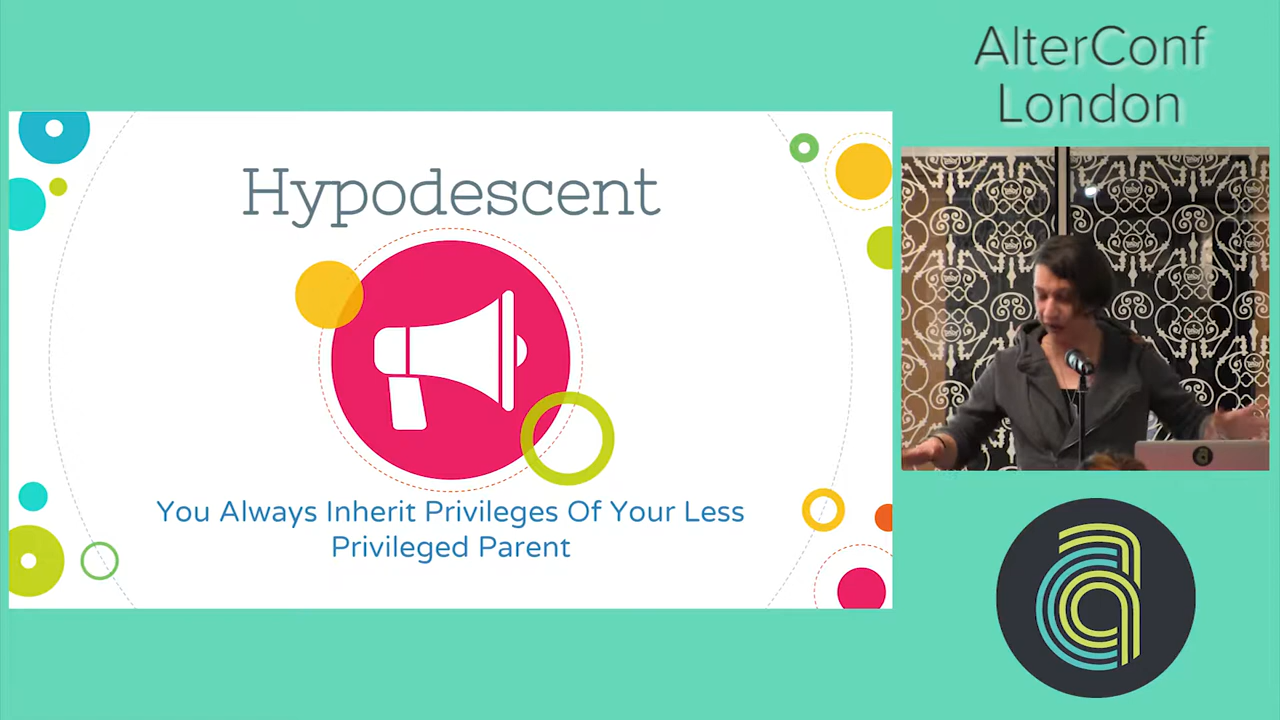 AlterConf
London
Hypodescent
You Always Inherit Privileges Of Your Less
Privileged Parent